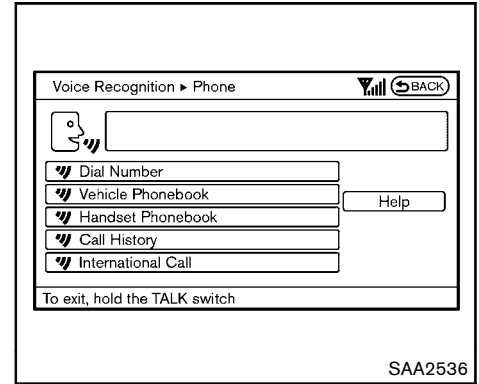 Voice Recognition ▸ Phone BACK
Dial Number
Vehicle Phonebook
Help
Handset Phonebook
Call History
International Call
To exit, hold the TALK switch
SAA2536